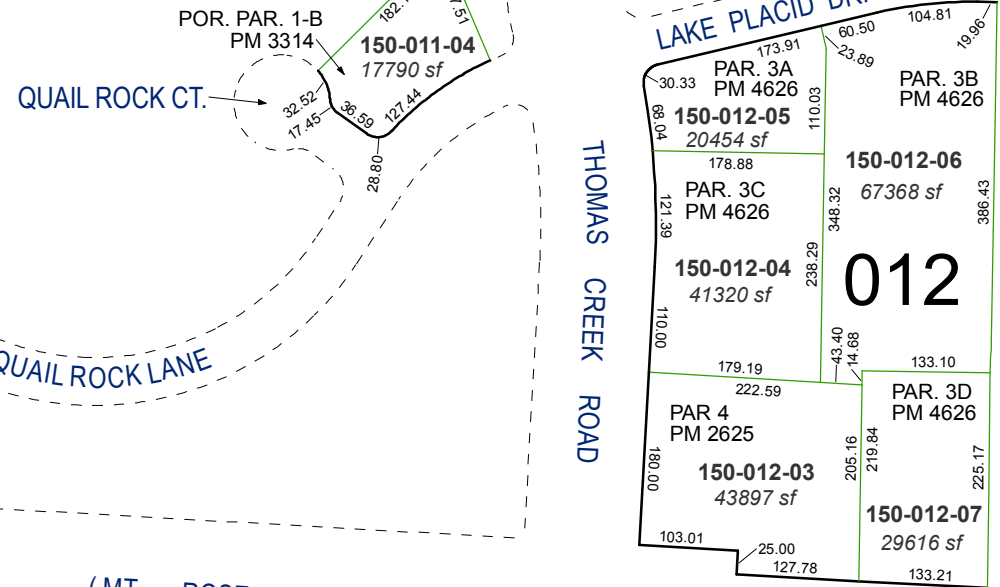 POR. PAR. 1-B
PM 3314
150-011-04
17790 sf
QUAIL ROCK CT.
32.52
17.45
36.59
127.44
28.80
QUAIL ROCK LANE
THOMAS CREEK ROAD
LAKE PLACID
173.91
60.50
104.81
19.96
23.89
30.33
68.04
PAR. 3A
PM 4626
150-012-05
20454 sf
110.03
178.88
PAR. 3B
PM 4626
150-012-06
67368 sf
348.32
386.43
012
PAR. 3C
PM 4626
121.39
150-012-04
41320 sf
238.29
110.00
43.40
14.68
179.19
222.59
133.10
PAR 4
PM 2625
150-012-03
43897 sf
180.00
205.16
103.01
25.00
127.78
PAR. 3D
PM 4626
219.84
225.17
150-012-07
29616 sf
133.21